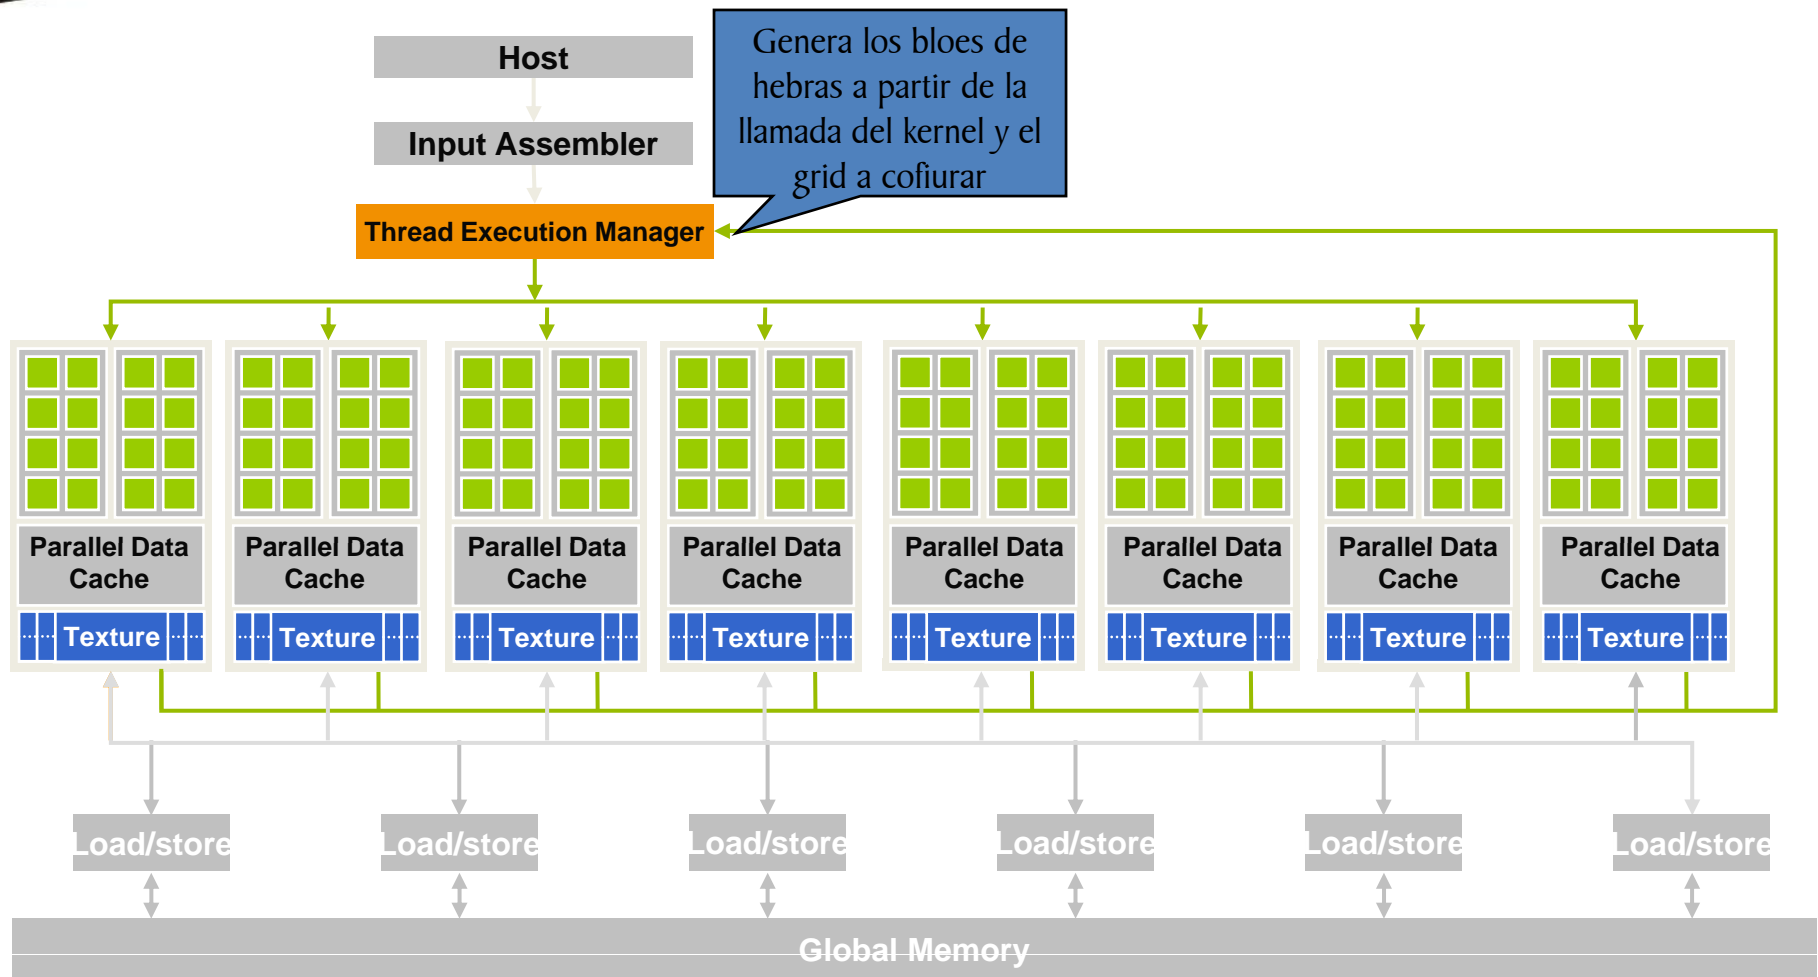 Host
Genera los bloes de
hebras a partir de la
llamada del kernel y el
grid a cofiurar
Input Assembler
Thread Execution Manager
Parallel Data
Cache
Parallel Data
Cache
Parallel Data
Cache
Parallel Data
Cache
Parallel Data
Cache
Parallel Data
Cache
Parallel Data
Cache
Parallel Data
Cache
Texture
Texture
Texture
Texture
Texture
Texture
Texture
Texture
Load/store
Load/store
Load/store
Load/store
Load/store
Load/store
Global Memory